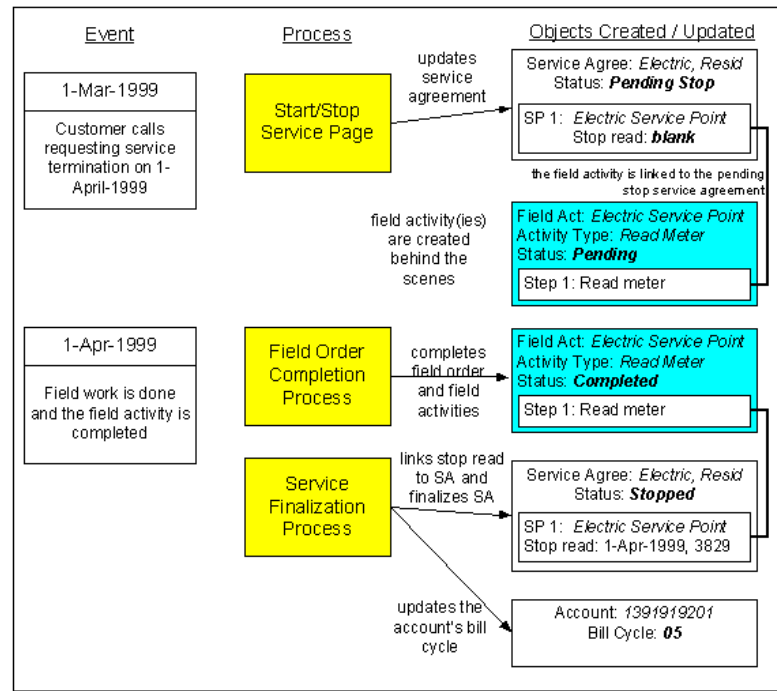 Event
Process
Objects Created / Updated
1-Mar-1999
Customer calls
requesting service
termination on 1-
April-1999
Start/Stop
Service Page
updates
service
agreement
Service Agree: Electric, Resid
Status: Pending Stop
SP 1: Electric Service Point
Stop read: blank
the field activity is linked to the pending
stop service agreement
field activity(ies)
are created
behind the
scenes
Field Act: Electric Service Point
Activity Type: Read Meter
Status: Pending
Step 1: Read meter
1-Apr-1999
Field work is done
and the field activity is
completed
Field Order
Completion
Process
completes
field order
and field
activities
Field Act: Electric Service Point
Activity Type: Read Meter
Status: Completed
Step 1: Read meter
Service
Finalization
Process
links stop read
to SA and
finalizes SA
Service Agree: Electric, Resid
Status: Stopped
SP 1: Electric Service Point
Stop read: 1-Apr-1999, 3829
updates the
account's bill
cycle
Account: 1391919201
Bill Cycle: 05